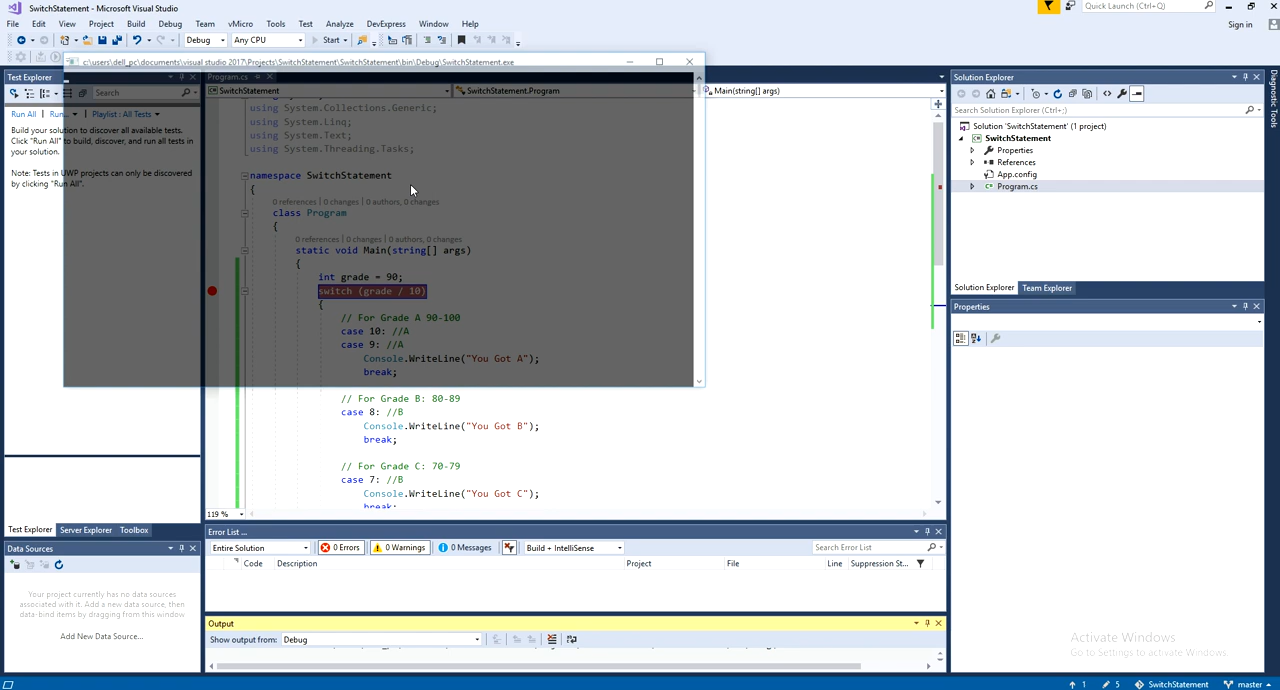 SwitchStatement - Microsoft Visual Studio
Quick Launch (Ctrl+Q)
File Edit View Project Build Debug Team vMicro Tools Test Analyze DevExpress Window Help
Sign in
Debug Any CPU Start
c:\users\dell_pc\documents\visual studio 2017\Projects\SwitchStatement\SwitchStatement\bin\Debug\SwitchStatement.exe
Test Explorer
Search
Run All | Run... | Playlist : All Tests
Build your solution to discover all available tests.
Click "Run All" to build, discover, and run all tests in
your solution.
Note: Tests in UWP projects can only be discovered
by clicking "Run All".
Test Explorer Server Explorer Toolbox
Data Sources
Your project currently has no data sources
associated with it. Add a new data source, then
data-bind items by dragging from this window
Add New Data Source...
Program.cs
SwitchStatement SwitchStatement.Program Main(string[] args)
using System.Collections.Generic;
using System.Linq;
using System.Text;
using System.Threading.Tasks;
namespace SwitchStatement
{
0 references | 0 changes | 0 authors, 0 changes
class Program
{
0 references | 0 changes | 0 authors, 0 changes
static void Main(string[] args)
{
int grade = 90;
switch (grade / 10)
{
// For Grade A 90-100
case 10: //A
case 9: //A
Console.WriteLine("You Got A");
break;
// For Grade B: 80-89
case 8: //B
Console.WriteLine("You Got B");
break;
// For Grade C: 70-79
case 7: //B
Console.WriteLine("You Got C");
break;
119 %
Error List ...
Entire Solution 0 Errors 0 Warnings 0 Messages Build + IntelliSense Search Error List
Code Description Project File Line Suppression St...
Output
Show output from: Debug
Solution Explorer
Search Solution Explorer (Ctrl+;)
Solution 'SwitchStatement' (1 project)
SwitchStatement
Properties
References
App.config
Program.cs
Solution Explorer Team Explorer
Properties
Diagnostic Tools
Activate Windows
Go to Settings to activate Windows.
1 5 SwitchStatement master